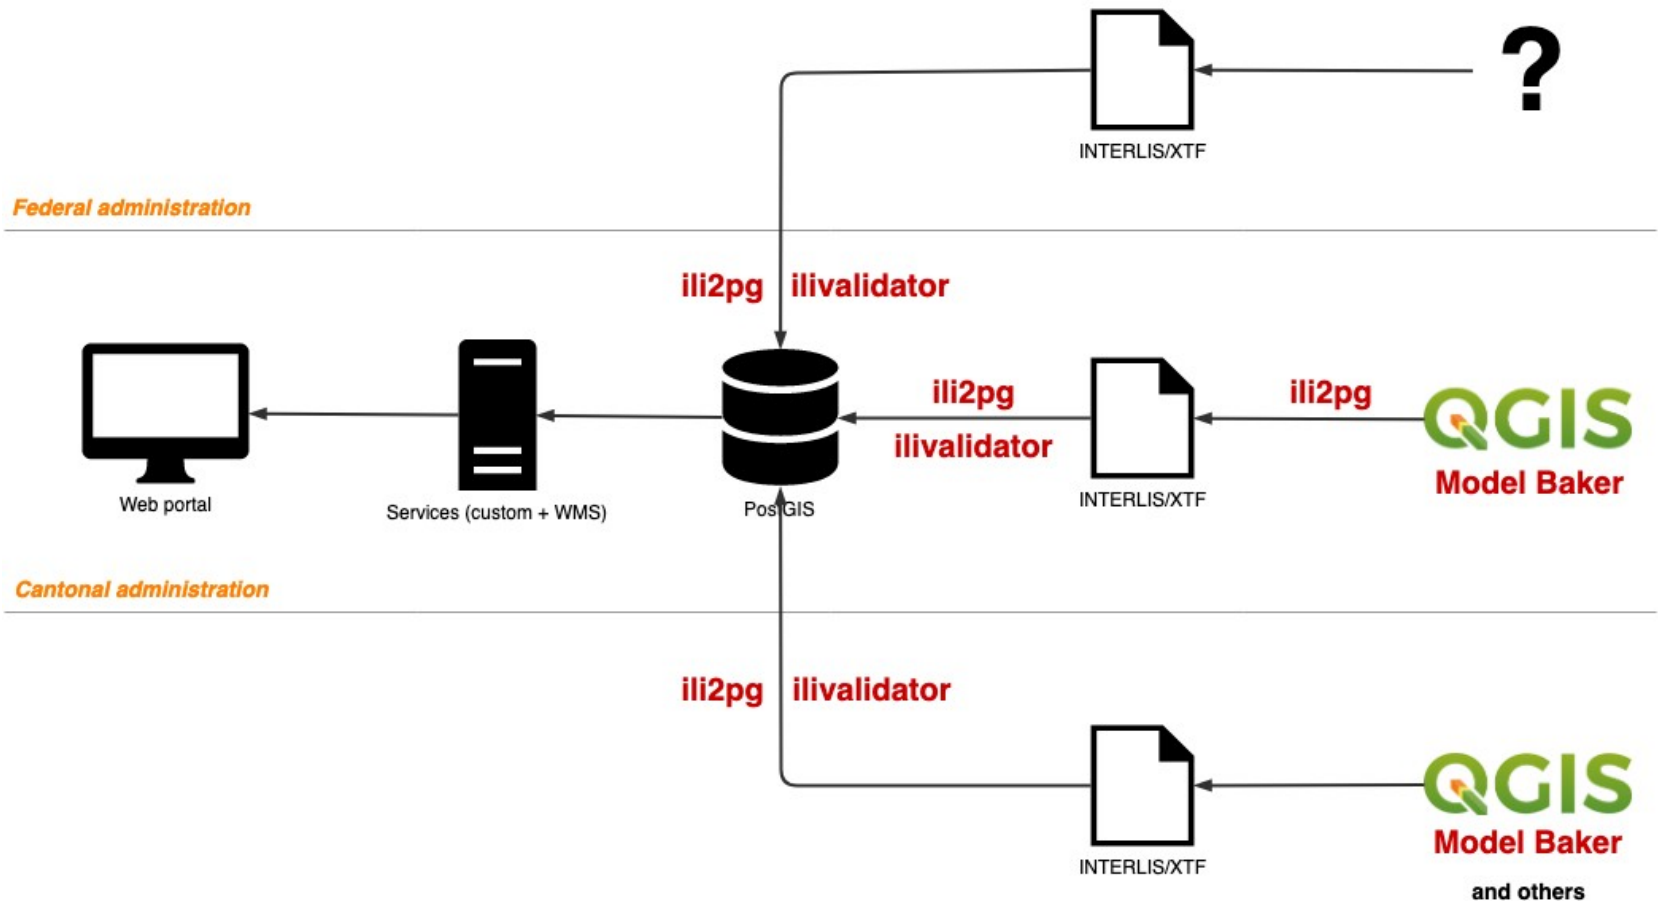 ?
INTERLIS/XTF
Federal administration
ili2pg ilivalidator
ili2pg
ilivalidator
ili2pg
QGIS
Model Baker
Web portal
Services (custom + WMS)
PostGIS
INTERLIS/XTF
Cantonal administration
ili2pg ilivalidator
INTERLIS/XTF
QGIS
Model Baker
and others